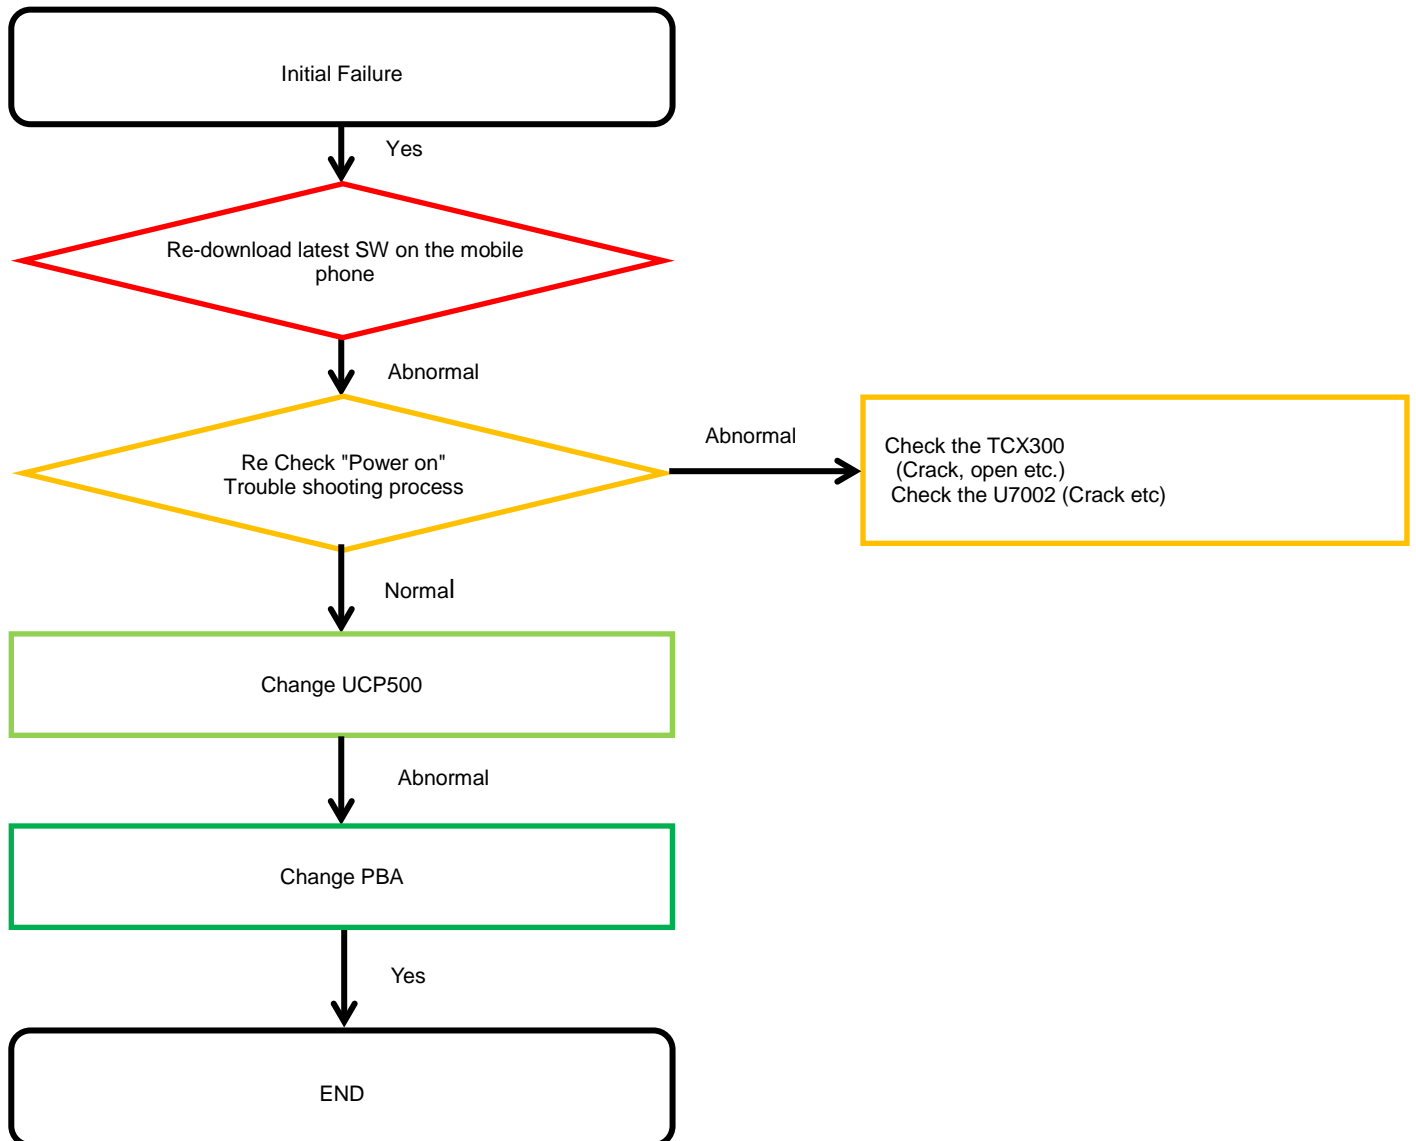 Initial Failure
Yes
Re-download latest SW on the mobile
phone
Abnormal
Re Check "Power on"
Trouble shooting process
Abnormal
Check the TCX300
(Crack, open etc.)
Check the U7002 (Crack etc)
Normal
Change UCP500
Abnormal
Change PBA
Yes
END